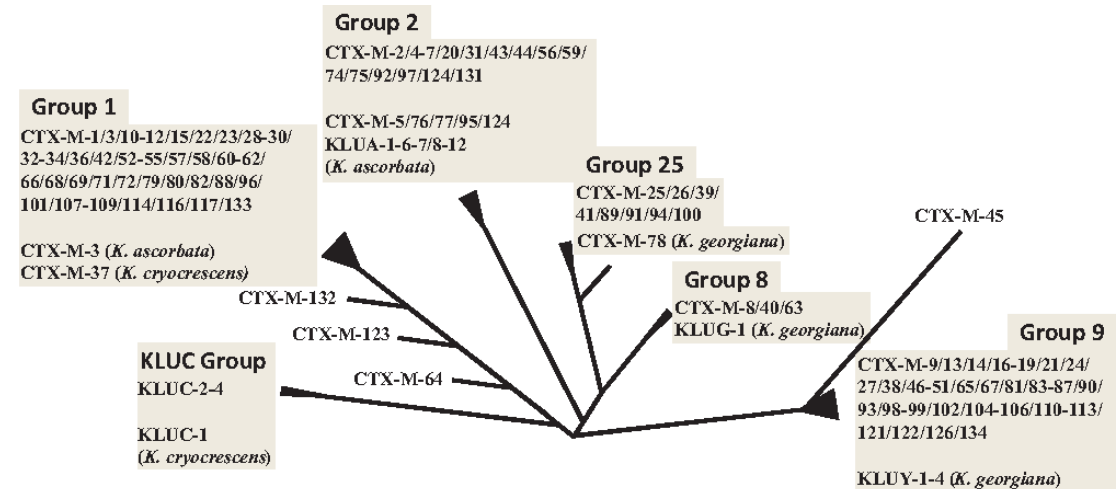 Group 2
CTX-M-2/4-7/20/31/43/44/56/59/
74/75/92/97/124/131
CTX-M-5/76/77/95/124
KLUA-1-6-7/8-12
(K. ascorbata)
Group 1
CTX-M-1/3/10-12/15/22/23/28-30/
32-34/36/42/52-55/57/58/60-62/
66/68/69/71/72/79/80/82/88/96/
101/107-109/114/116/117/133
CTX-M-3 (K. ascorbata)
CTX-M-37 (K. cryocrescens)
Group 25
CTX-M-25/26/39/
41/89/91/94/100
CTX-M-78 (K. georgiana)
CTX-M-45
Group 8
CTX-M-8/40/63
KLUG-1 (K. georgiana)
CTX-M-132
CTX-M-123
CTX-M-64
KLUC Group
KLUC-2-4
KLUC-1
(K. cryocrescens)
Group 9
CTX-M-9/13/14/16-19/21/24/
27/38/46-51/65/67/81/83-87/90/
93/98-99/102/104-106/110-113/
121/122/126/134
KLUY-1-4 (K. georgiana)